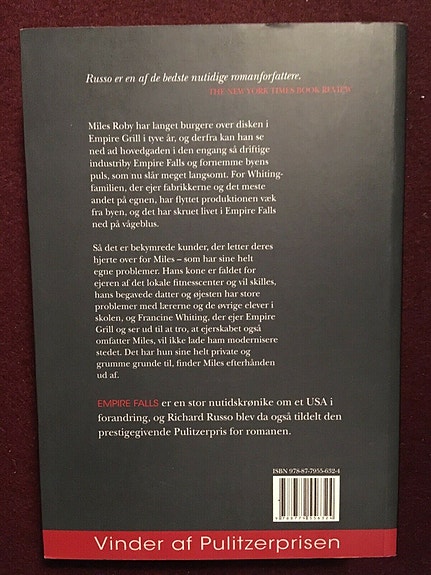 Russo er en af de bedste nutidige romanforfattere.
THE NEW YORK TIMES BOOK REVIEW
Miles Roby har langet burgere over disken i
Empire Grill i tyve år, og derfra kan han se
ned ad hovedgaden i den engang så driftige
industriby Empire Falls og fornemme byens
puls, som nu slår meget langsomt. For Whiting-
familien, der ejer fabrikkerne og det meste
andet på egnen, har flyttet produktionen væk
fra byen, og det har skruet livet i Empire Falls
ned på vågeblus.
Så det er bekymrede kunder, der letter deres
hjerte over for Miles – som har sine helt
egne problemer. Hans kone er faldet for
ejeren af det lokale fitnesscenter og vil skilles,
hans begavede datter og øjesten har store
problemer med lærerne og de øvrige elever i
skolen, og Francine Whiting, der ejer Empire
Grill og ser ud til at tro, at ejerskabet også
omfatter Miles, vil ikke lade ham modernisere
stedet. Det har hun sine helt private og
grumme grunde til, finder Miles efterhånden
ud af.
EMPIRE FALLS er en stor nutidskrønike om et USA i
forandring, og Richard Russo blev da også tildelt den
prestigegivende Pulitzerpris for romanen.
ISBN 978-87-7955-632-4
9 788779 556324
Vinder af Pulitzerprisen